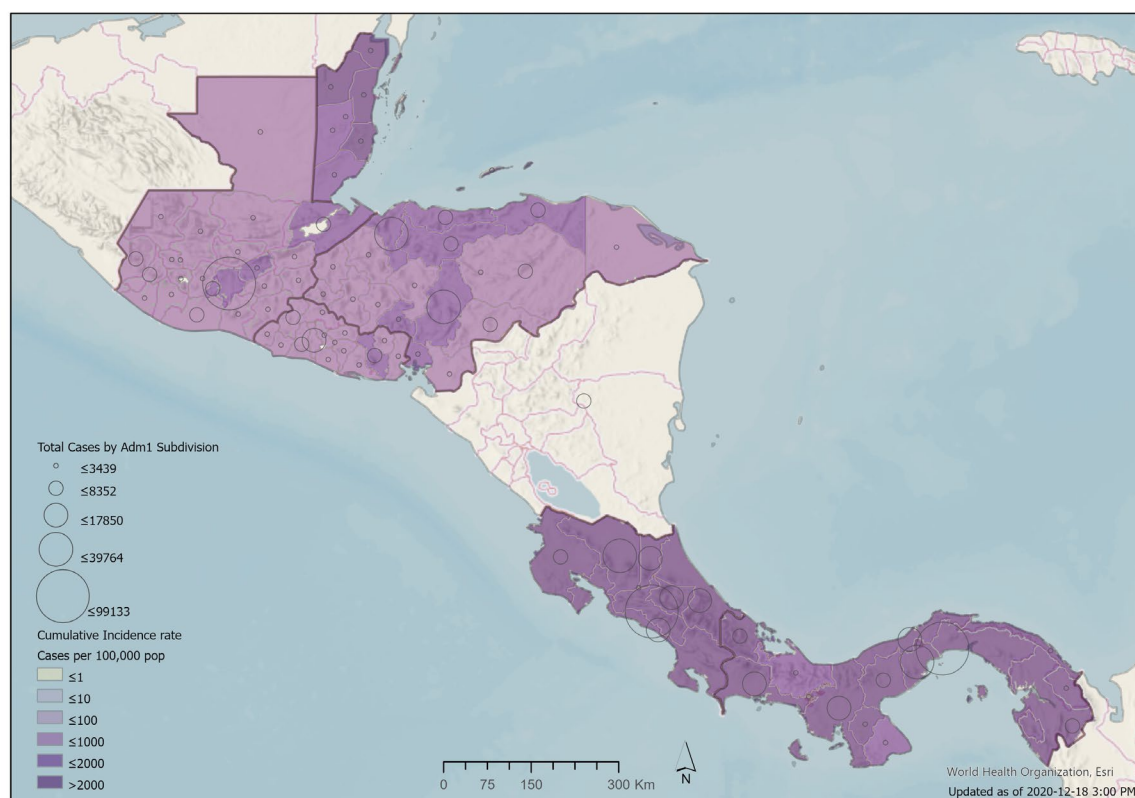 Total Cases by Adm1 Subdivision
≤3439
≤8352
≤17850
≤39764
≤99133
Cumulative Incidence rate
Cases per 100,000 pop
≤1
≤10
≤100
≤1000
≤2000
>2000
0 75 150 300 Km
N
World Health Organization, Esri
Updated as of 2020-12-18 3:00 PM